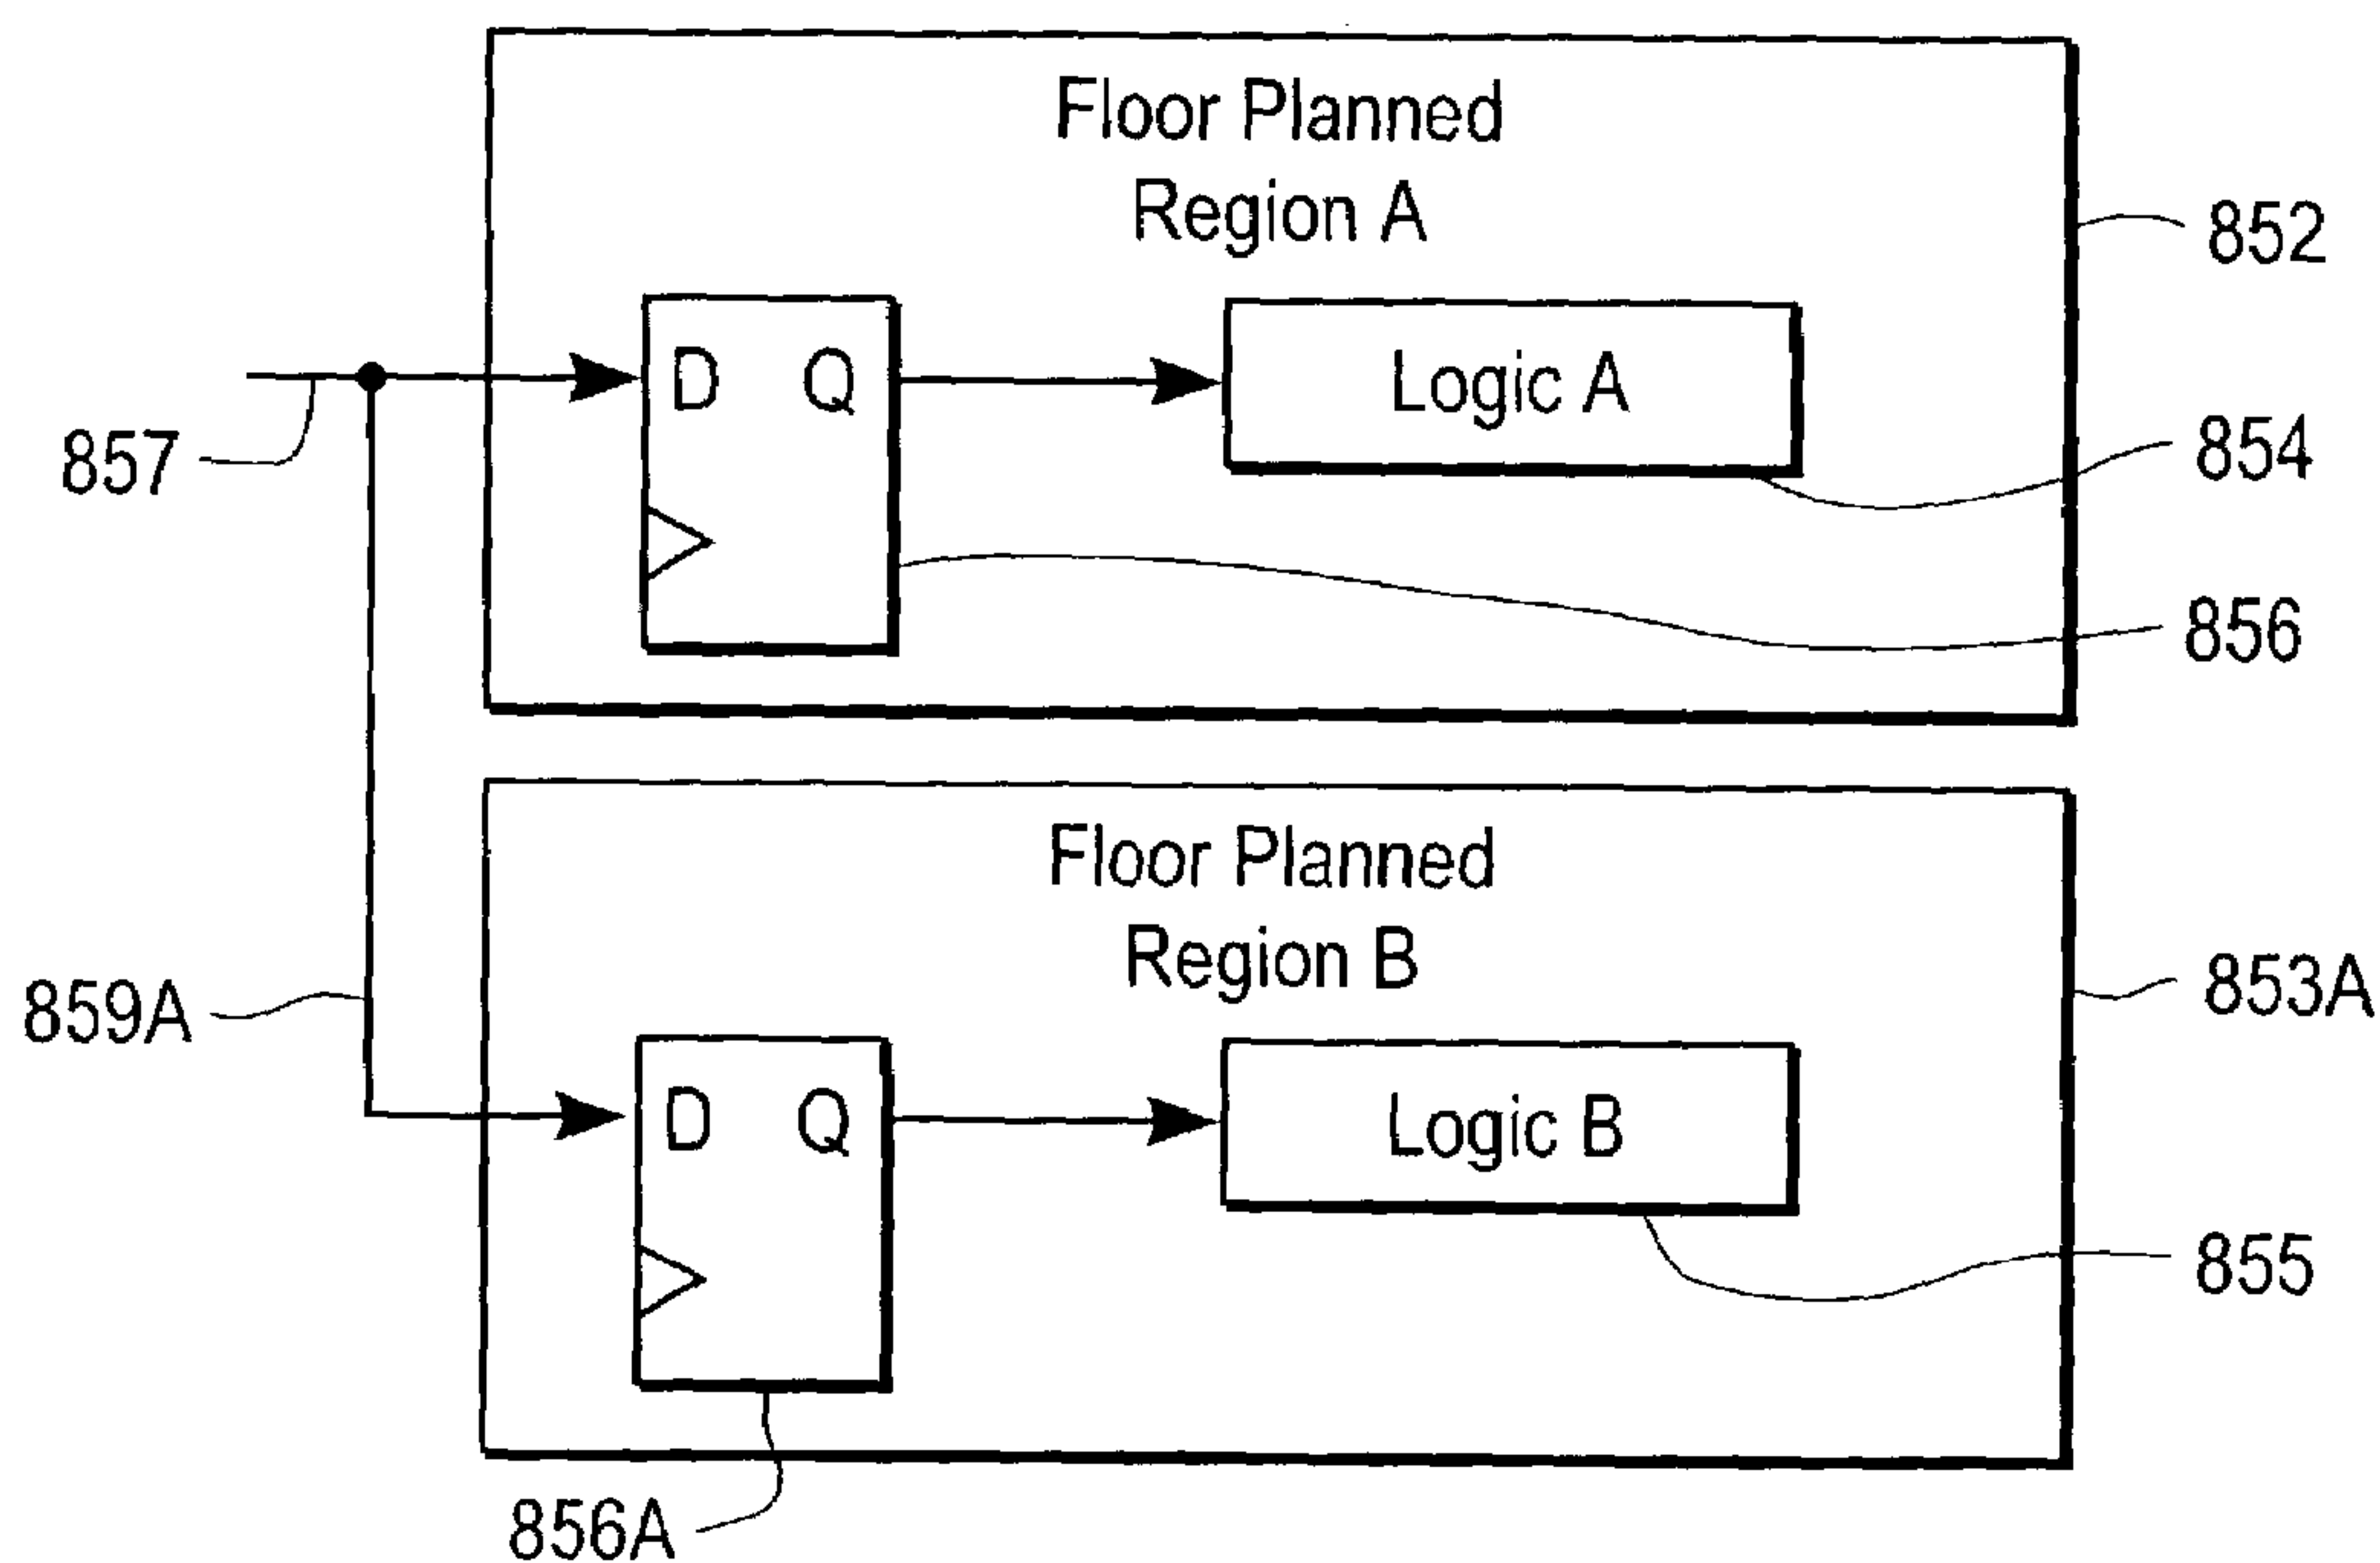 Floor Planned
Region A
852
D Q
Logic A
857
854
856
Floor Planned
Region B
859A
853A
D Q
Logic B
855
856A